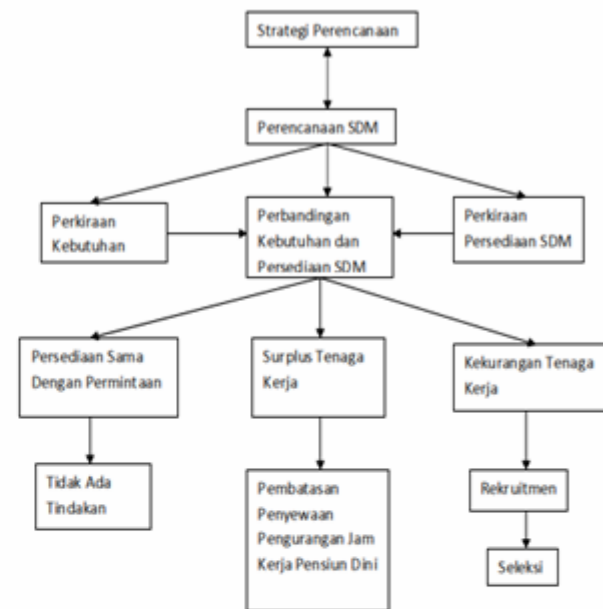 Strategi Perencanaan
Perencanaan SDM
Perkiraan
Kebutuhan
Perbandingan
Kebutuhan dan
Persediaan SDM
Perkiraan
Persediaan SDM
Persediaan Sama
Dengan Permintaan
Surplus Tenaga
Kerja
Kekurangan Tenaga
Kerja
Tidak Ada
Tindakan
Pembatasan
Penyewaan
Pengurangan Jam
Kerja Pensiun Dini
Rekruitmen
Seleksi